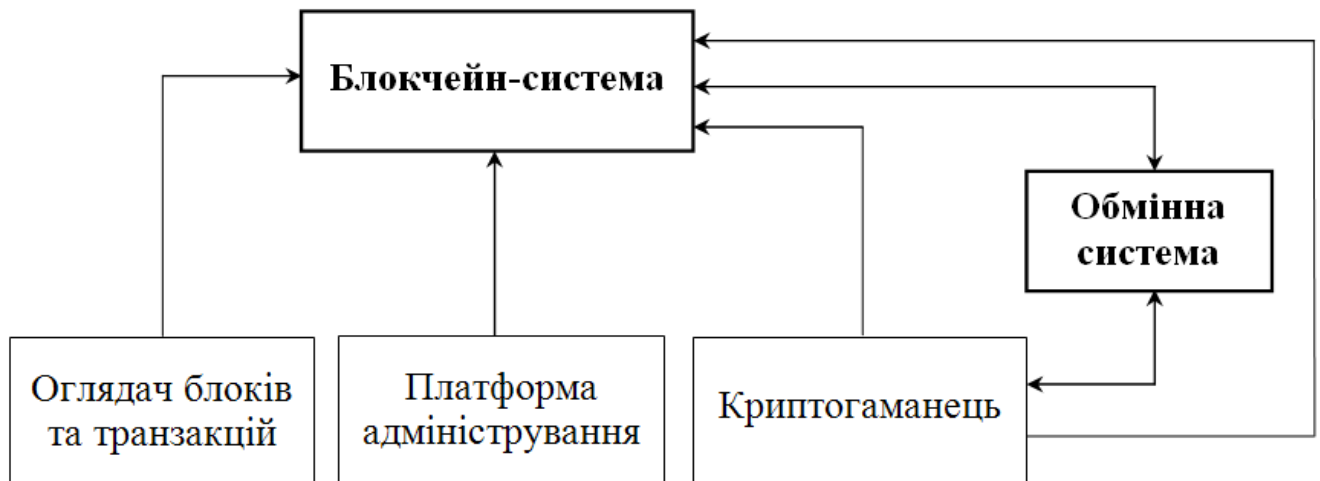 Блокчейн-система
Обмінна
система
Оглядач блоків
та транзакцій
Платформа
адміністрування
Криптогаманець